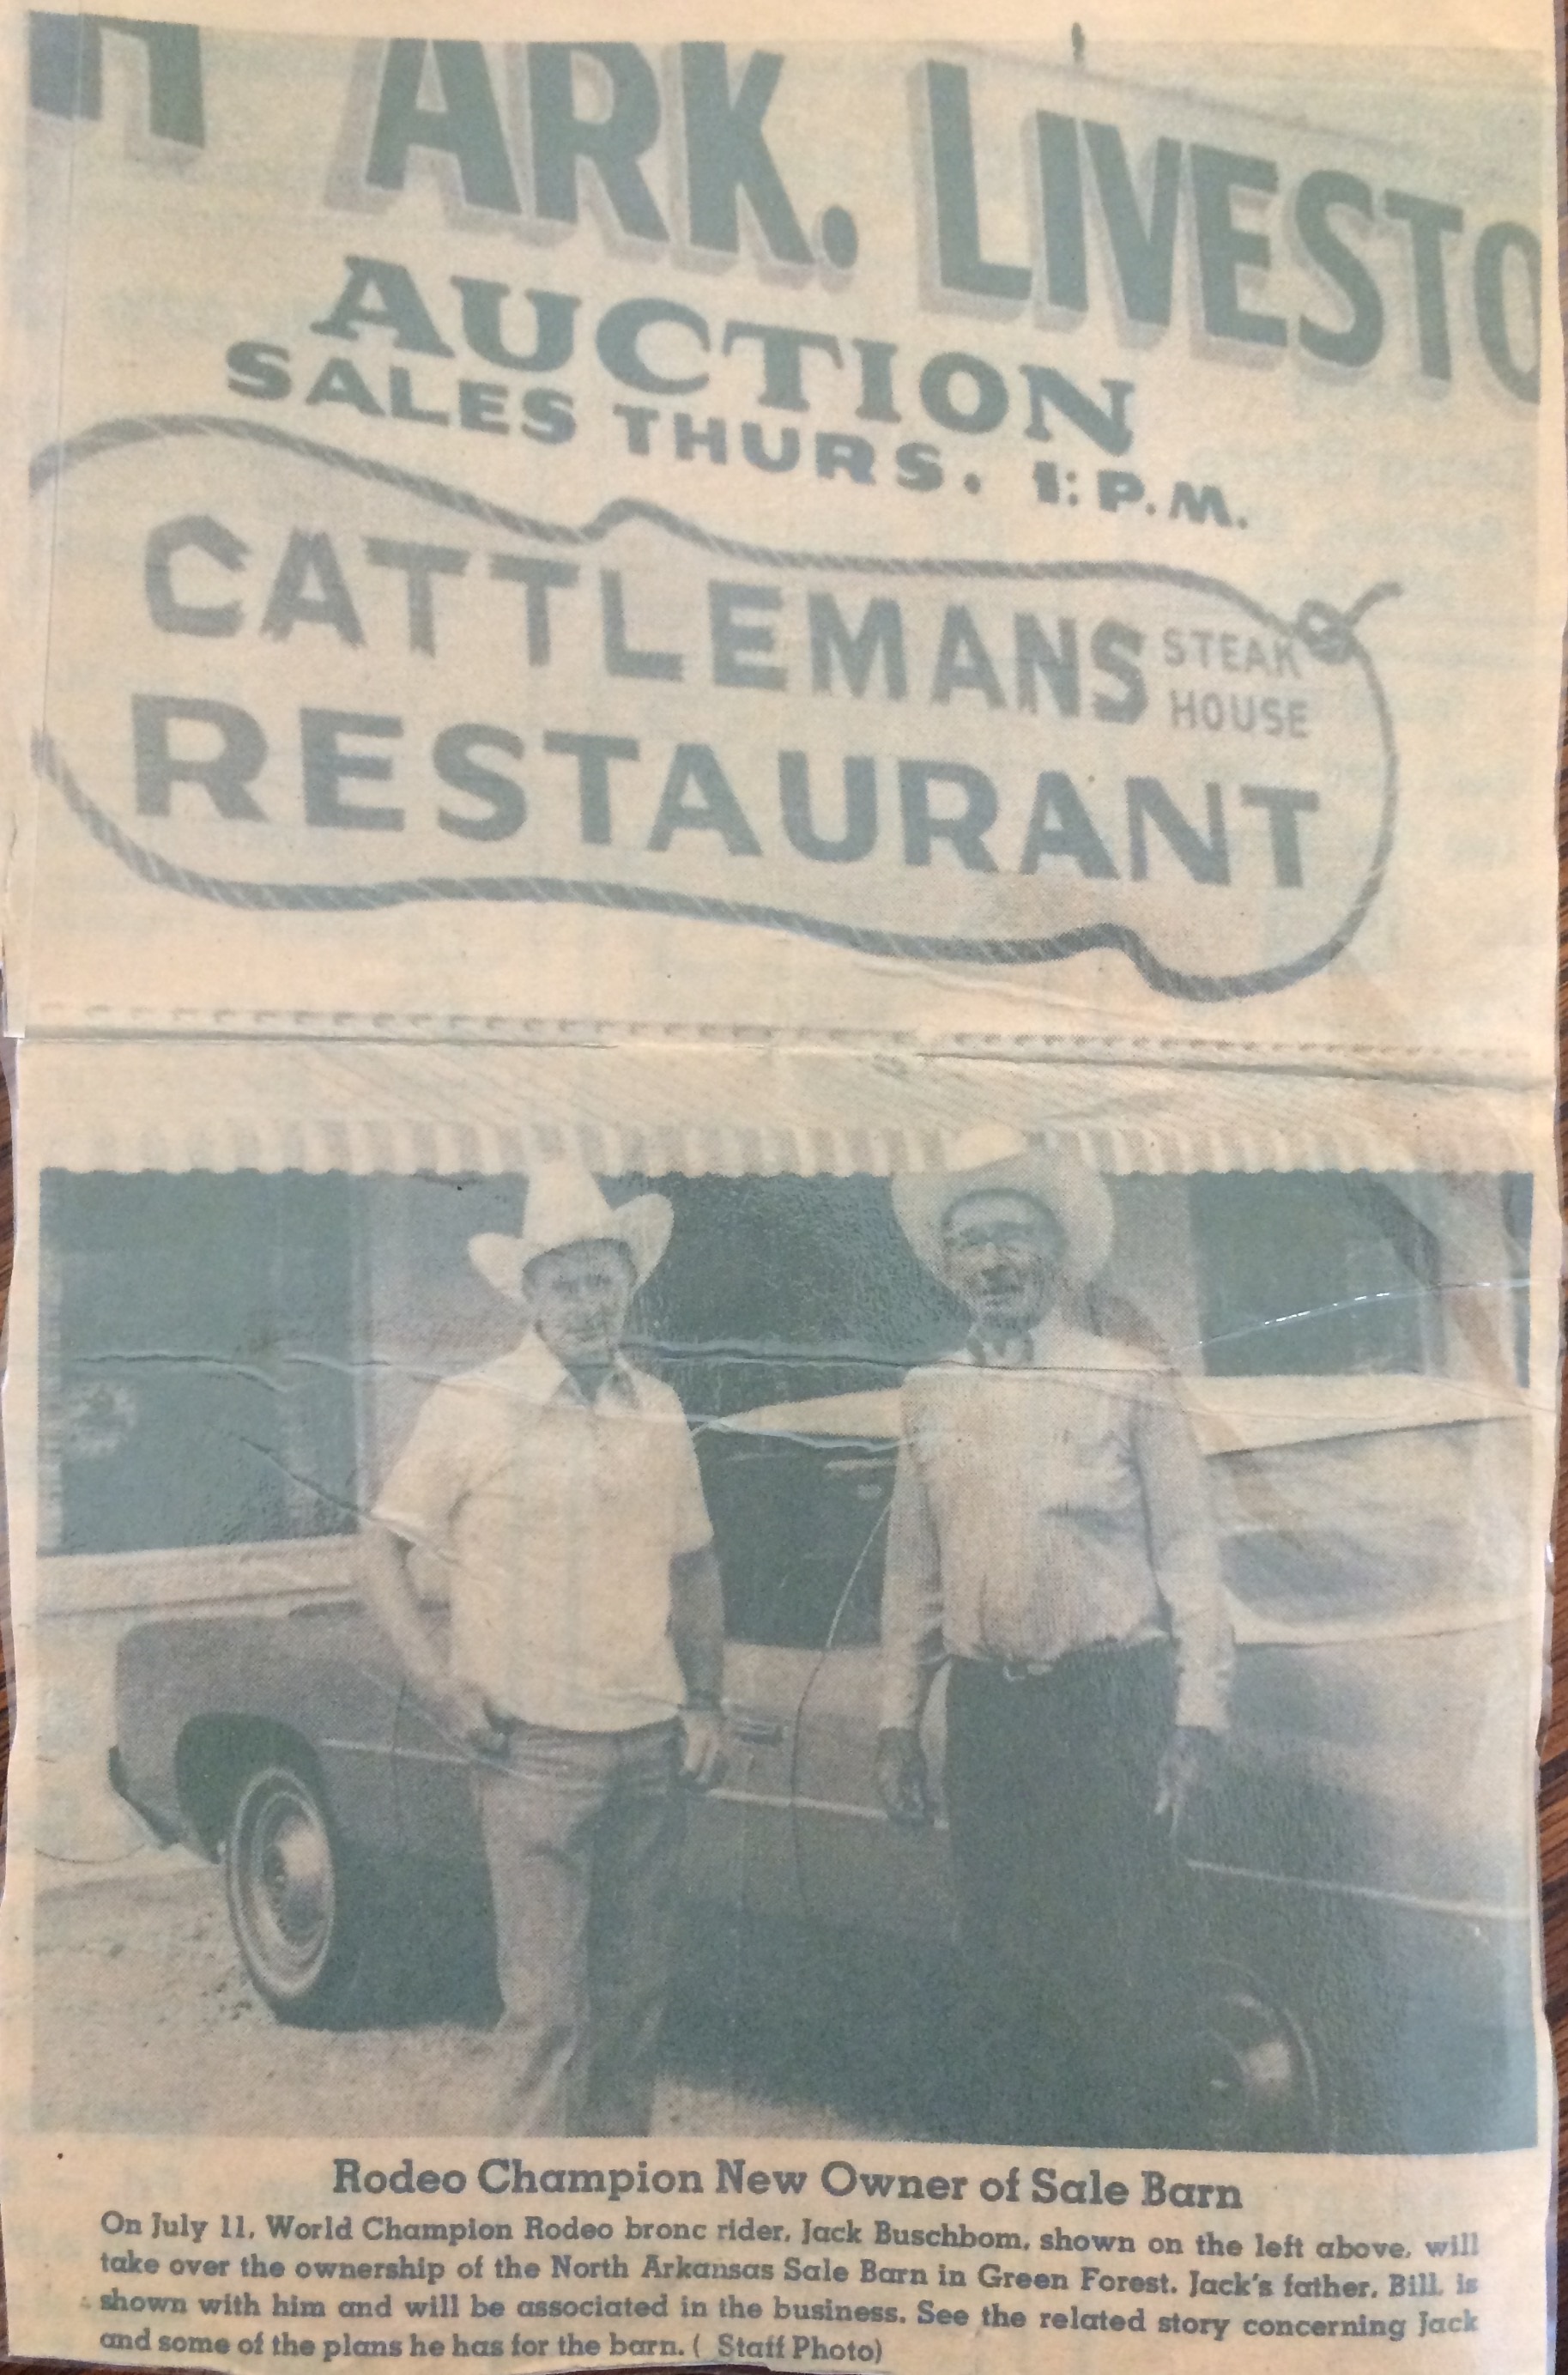 H ARK. LIVESTO
AUCTION
SALES THURS. 1: P.M.
CATTLEMANS STEAK HOUSE
RESTAURANT
Rodeo Champion New Owner of Sale Barn
On July 11, World Champion Rodeo bronc rider, Jack Buschbom, shown on the left above, will
take over the ownership of the North Arkansas Sale Barn in Green Forest. Jack's father, Bill, is
shown with him and will be associated in the business. See the related story concerning Jack
and some of the plans he has for the barn. ( Staff Photo)